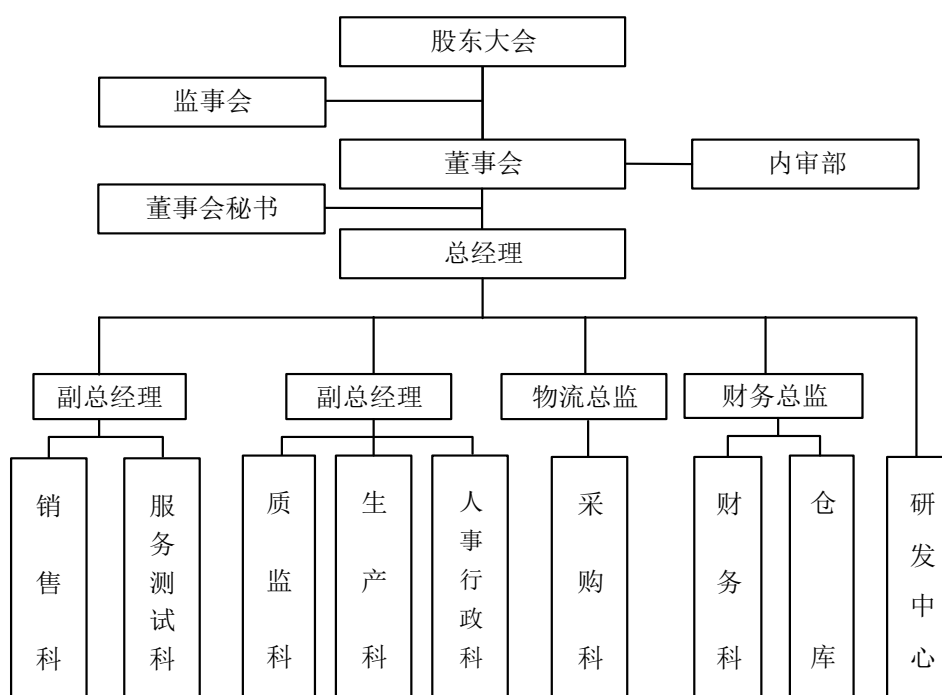 股东大会
监事会
董事会
内审部
董事会秘书
总经理
副总经理
副总经理
物流总监
财务总监
销售科
服务测试科
质监科
生产科
人事行政科
采购科
财务科
仓库
研发中心